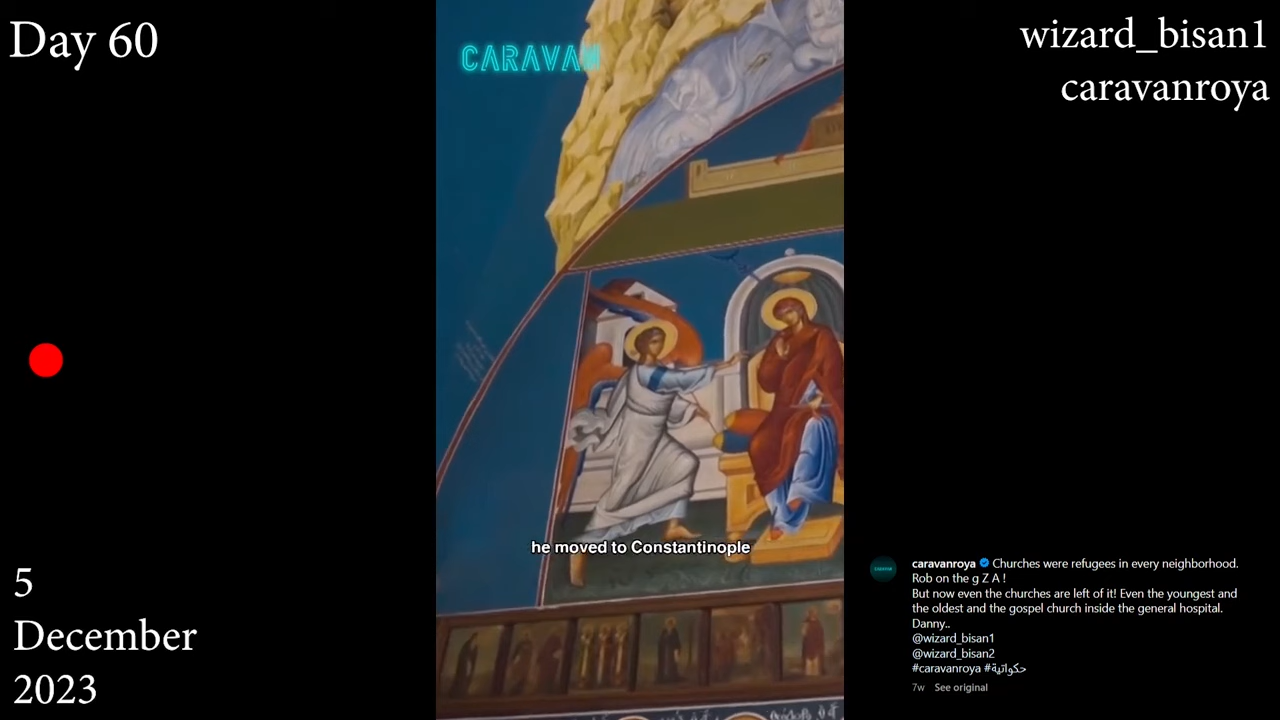 Day 60
wizard_bisan1
caravanroya
CARAVAN
he moved to Constantinople
5
December
2023
caravanroya Churches were refugees in every neighborhood.
Rob on the g Z A !
But now even the churches are left of it! Even the youngest and
the oldest and the gospel church inside the general hospital.
Danny..
@wizard_bisan1
@wizard_bisan2
#caravanroya #حكواتية
7w See original